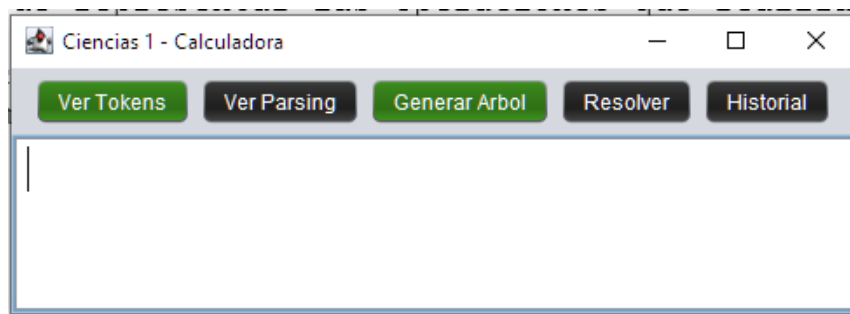 Ciencias 1 - Calculadora
Ver Tokens Ver Parsing Generar Arbol Resolver Historial